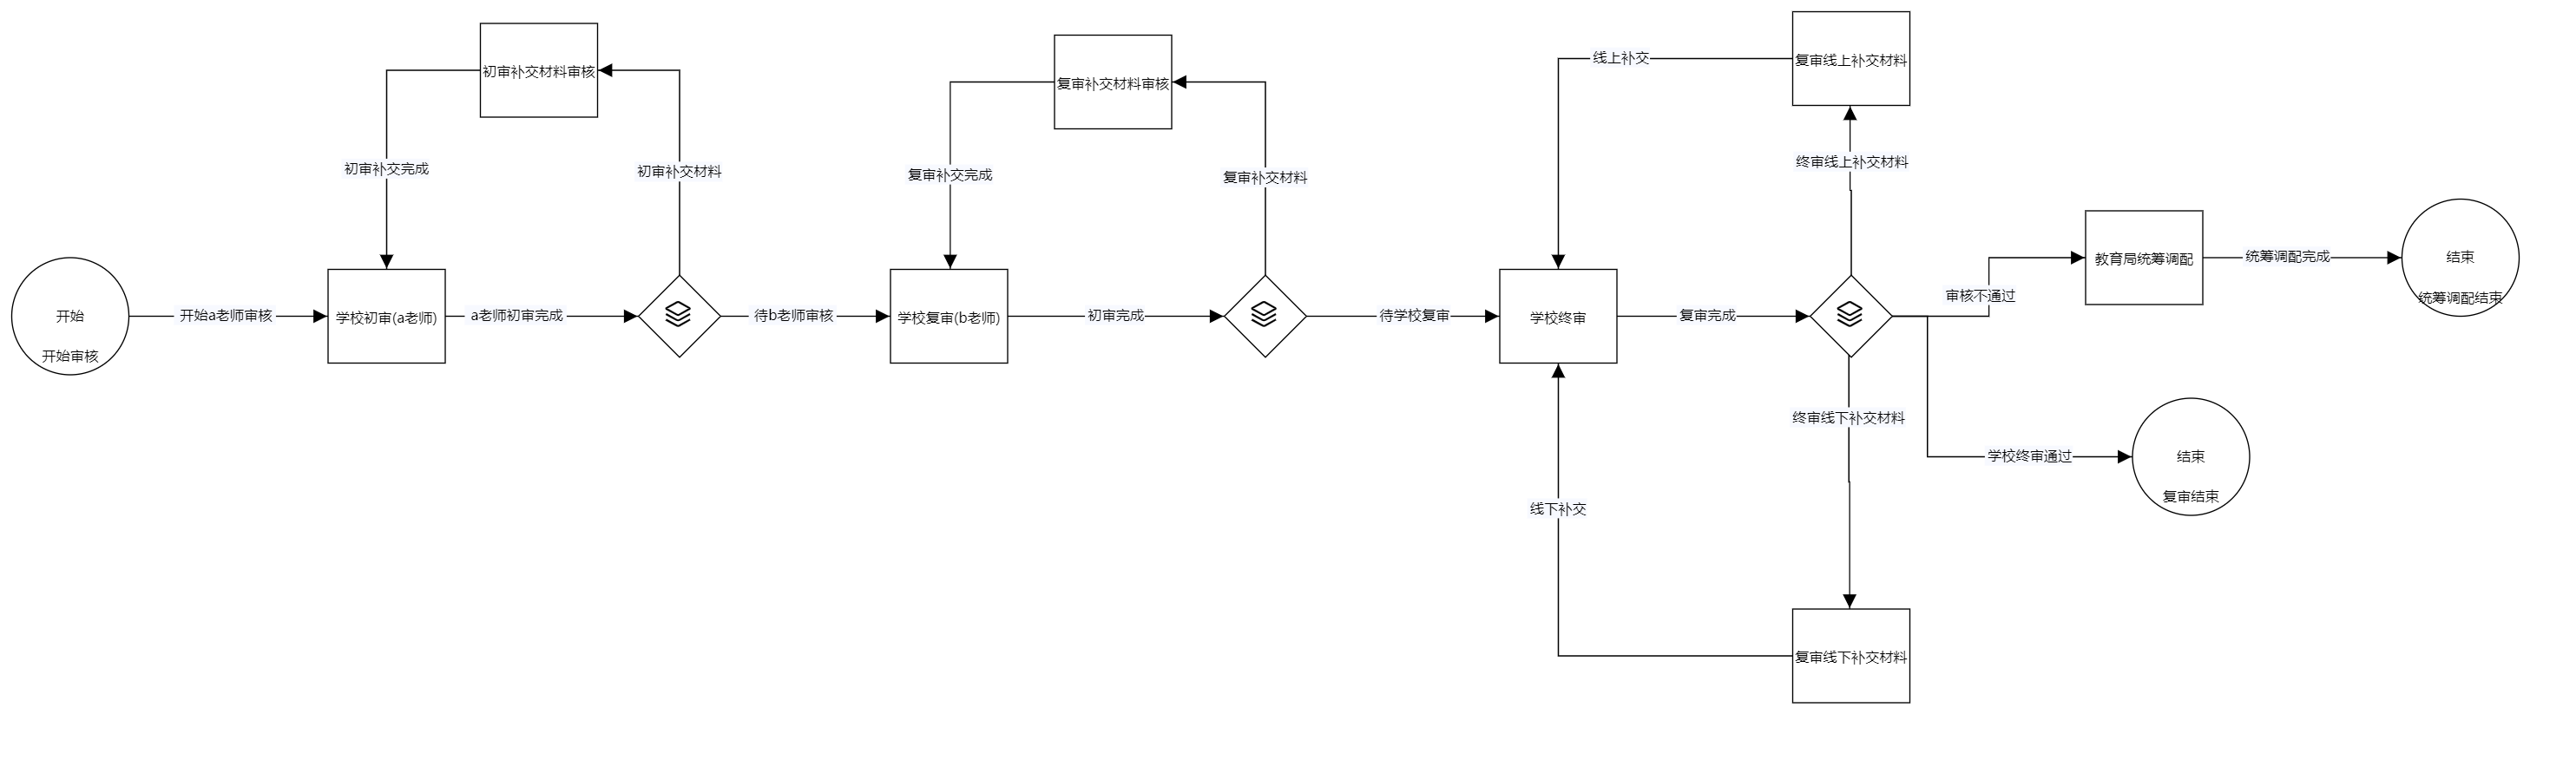 开始
开始审核
开始a老师审核
学校初审(a老师)
a老师初审完成
初审补交材料
初审补交材料审核
初审补交完成
待b老师审核
学校复审(b老师)
初审完成
复审补交材料
复审补交材料审核
复审补交完成
待学校复审
学校终审
复审完成
终审线上补交材料
复审线上补交材料
线上补交
终审线下补交材料
复审线下补交材料
线下补交
审核不通过
教育局统筹调配
统筹调配完成
结束
统筹调配结束
学校终审通过
结束
复审结束